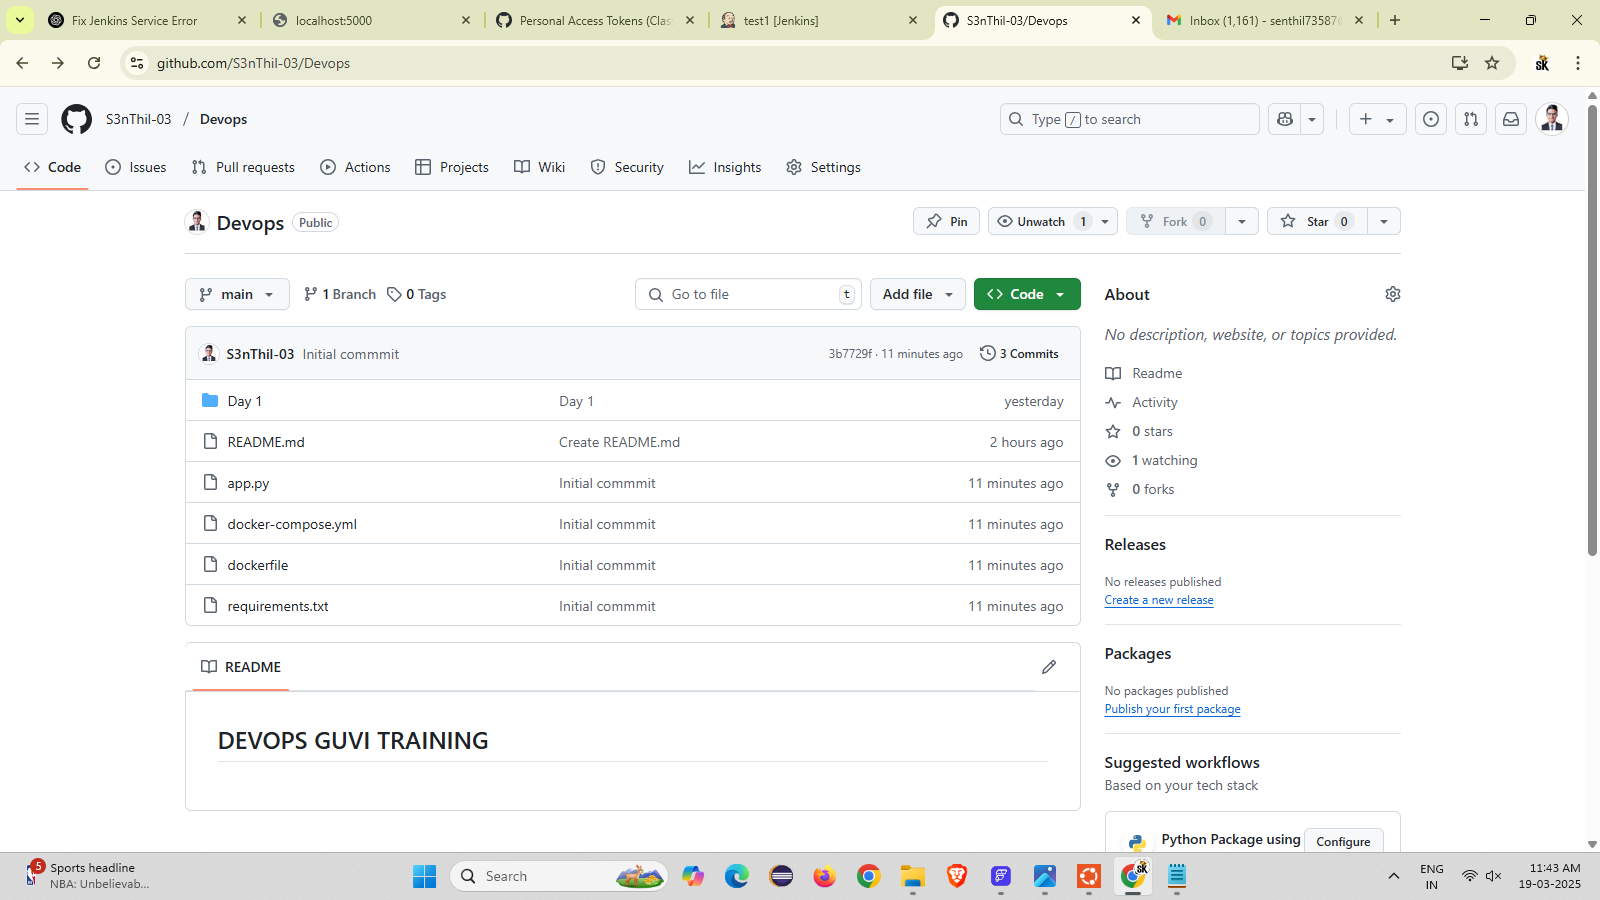 Fix Jenkins Service Error
localhost:5000
Personal Access Tokens (Clas
test1 [Jenkins]
S3nThil-03/Devops
Inbox (1,161) - senthil73587
github.com/S3nThil-03/Devops
sk
S3nThil-03 / Devops
Type / to search
Code
Issues
Pull requests
Actions
Projects
Wiki
Security
Insights
Settings
Devops
Public
Pin
Unwatch 1
Fork 0
Star 0
main
1 Branch
0 Tags
Go to file
t
Add file
Code
S3nThil-03 Initial commmit
3b7729f · 11 minutes ago
3 Commits
Day 1 Day 1 yesterday
README.md Create README.md 2 hours ago
app.py Initial commmit 11 minutes ago
docker-compose.yml Initial commmit 11 minutes ago
dockerfile Initial commmit 11 minutes ago
requirements.txt Initial commmit 11 minutes ago
README
DEVOPS GUVI TRAINING
About
No description, website, or topics provided.
Readme
Activity
0 stars
1 watching
0 forks
Releases
No releases published
Create a new release
Packages
No packages published
Publish your first package
Suggested workflows
Based on your tech stack
Python Package using
Configure
5
Sports headline
NBA: Unbelievab...
Search
sk
ENG
IN
11:43 AM
19-03-2025